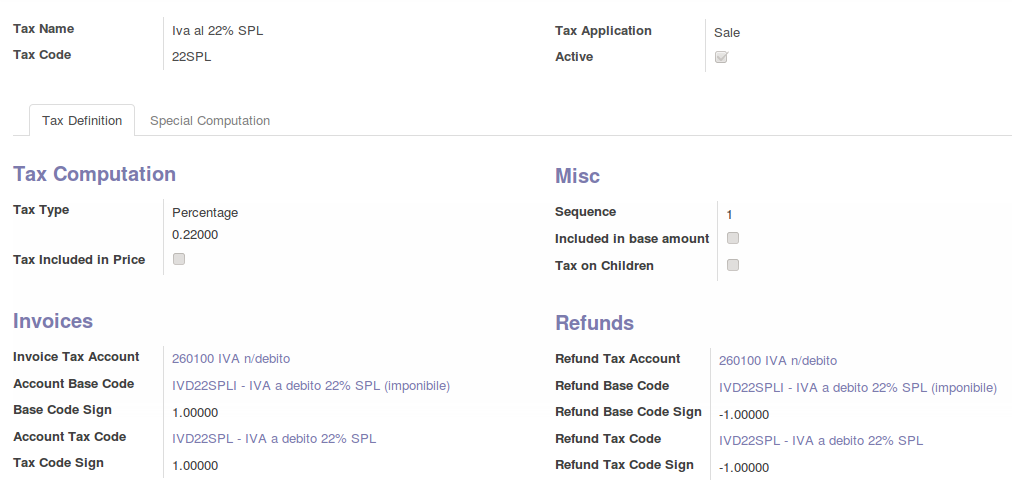 Tax Name Iva al 22% SPL
Tax Code 22SPL
Tax Application Sale
Active
Tax Definition Special Computation
Tax Computation
Tax Type Percentage
0.22000
Tax Included in Price
Misc
Sequence 1
Included in base amount
Tax on Children
Invoices
Invoice Tax Account 260100 IVA n/debito
Account Base Code IVD22SPLI - IVA a debito 22% SPL (imponibile)
Base Code Sign 1.00000
Account Tax Code IVD22SPL - IVA a debito 22% SPL
Tax Code Sign 1.00000
Refunds
Refund Tax Account 260100 IVA n/debito
Refund Base Code IVD22SPLI - IVA a debito 22% SPL (imponibile)
Refund Base Code Sign -1.00000
Refund Tax Code IVD22SPL - IVA a debito 22% SPL
Refund Tax Code Sign -1.00000